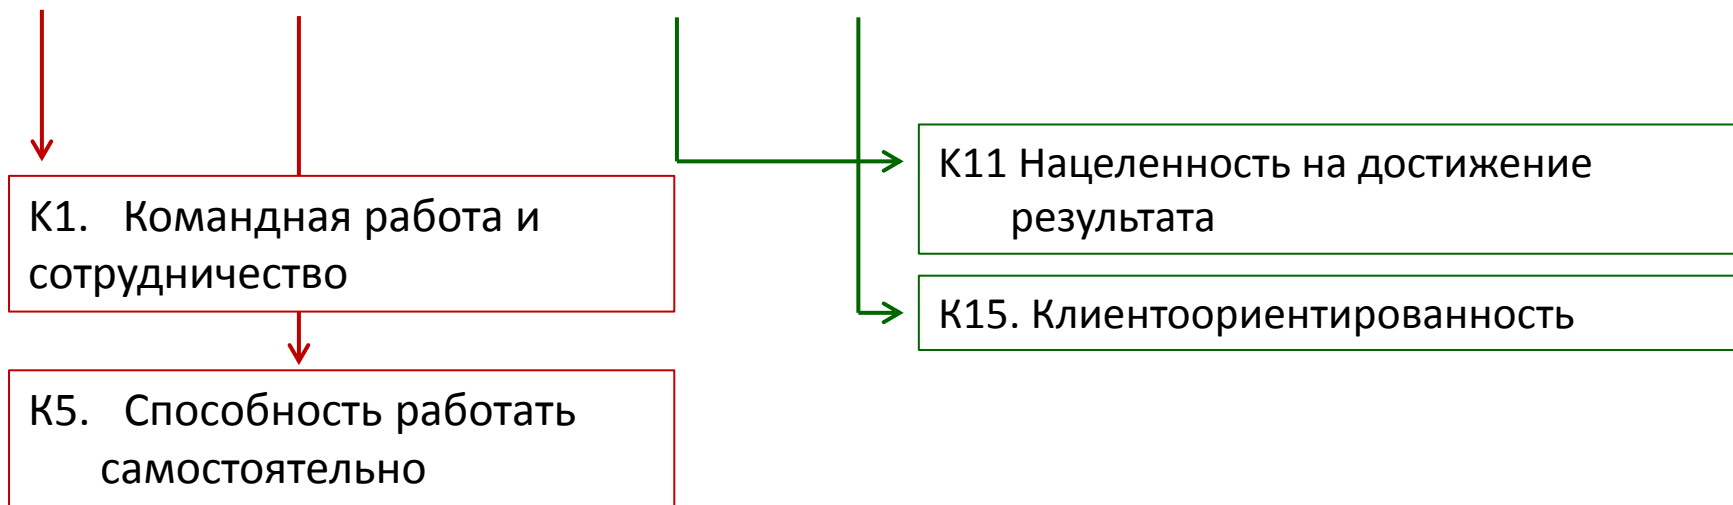 К1. Командная работа и
сотрудничество
К5. Способность работать
самостоятельно
К11 Нацеленность на достижение
результата
К15. Клиентоориентированность